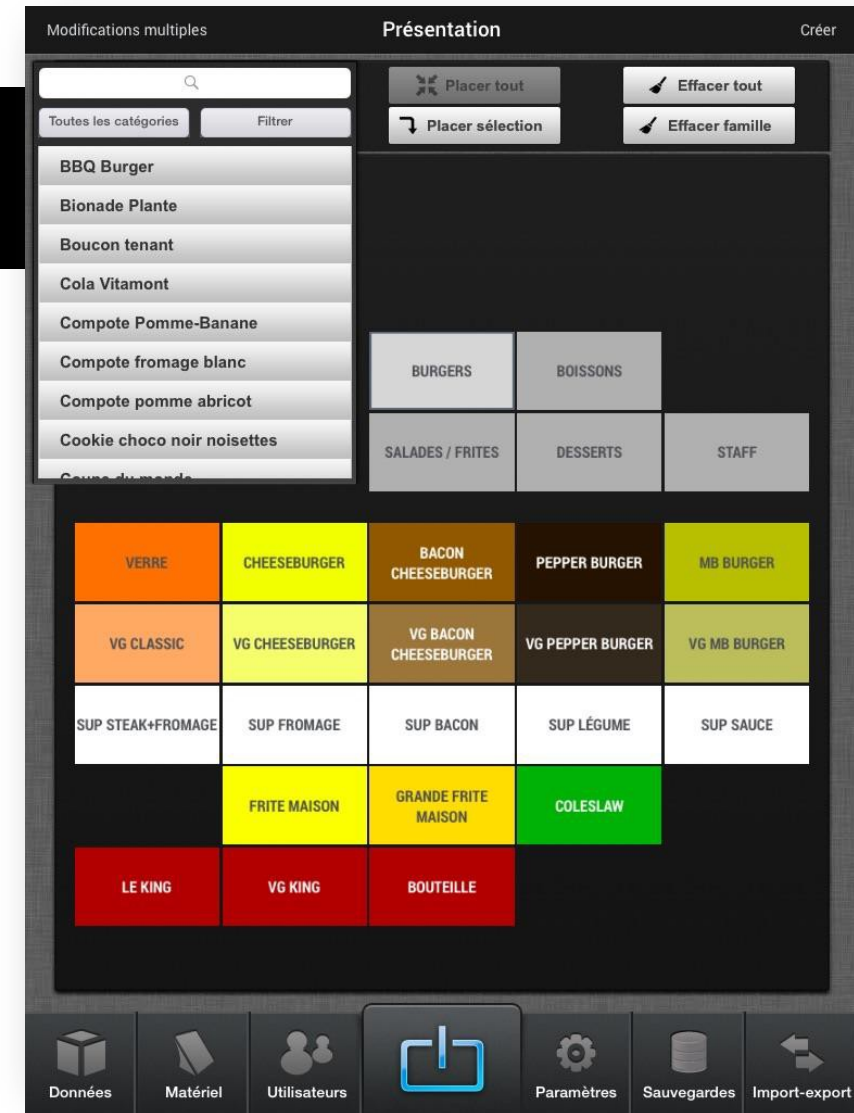 Modifications multiples
Présentation
Créer
Placer tout
Effacer tout
Toutes les catégories
Filtrer
Placer sélection
Effacer famille
BBQ Burger
Bionade Plante
Boucon tenant
Cola Vitamont
Compote Pomme-Banane
Compote fromage blanc
Compote pomme abricot
Cookie choco noir noisettes
Coupe du monde
BURGERS
BOISSONS
SALADES / FRITES
DESSERTS
STAFF
VERRE
CHEESEBURGER
BACON
CHEESEBURGER
PEPPER BURGER
MB BURGER
VG CLASSIC
VG CHEESEBURGER
VG BACON
CHEESEBURGER
VG PEPPER BURGER
VG MB BURGER
SUP STEAK+FROMAGE
SUP FROMAGE
SUP BACON
SUP LÉGUME
SUP SAUCE
FRITE MAISON
GRANDE FRITE
MAISON
COLESLAW
LE KING
VG KING
BOUTEILLE
Données
Matériel
Utilisateurs
Paramètres
Sauvegardes
Import-export